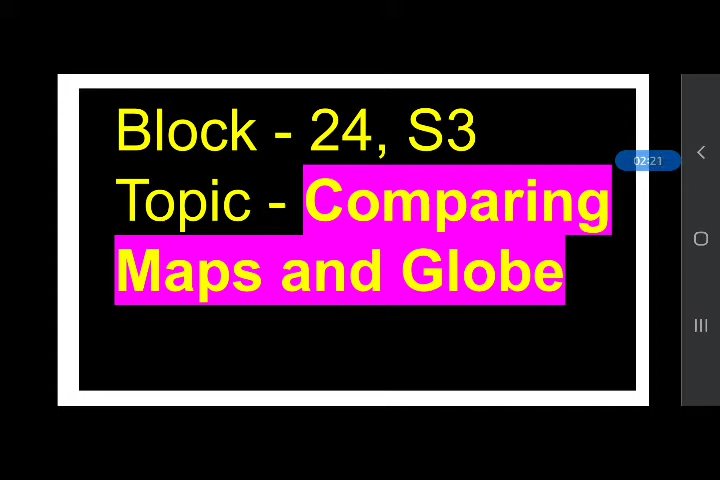 Block - 24, S3
02:21
Topic - Comparing
Maps and Globe